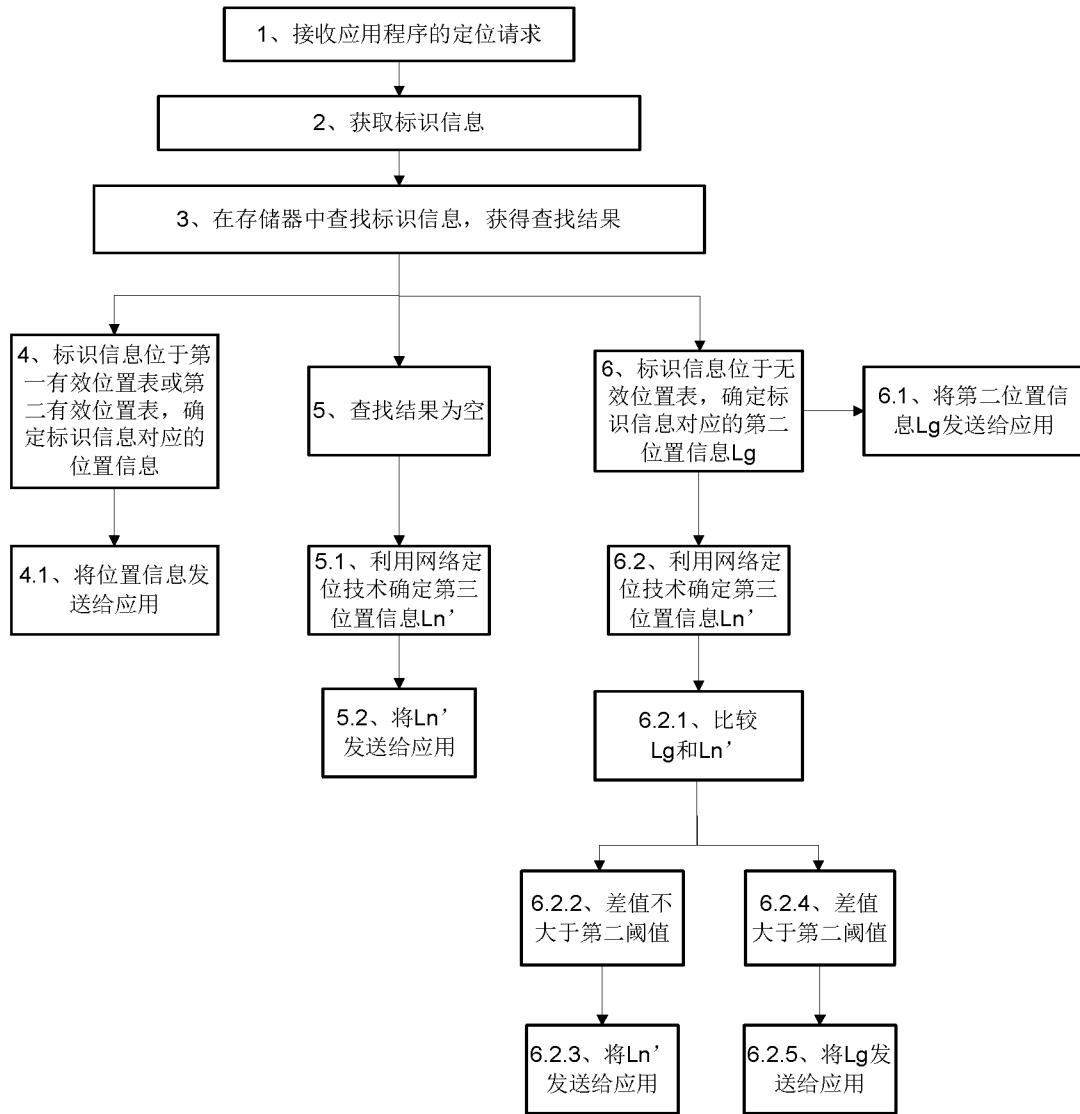 1、接收应用程序的定位请求
2、获取标识信息
3、在存储器中查找标识信息，获得查找结果
4、标识信息位于第
一有效位置表或第
二有效位置表，确
定标识信息对应的
位置信息
5、查找结果为空
6、标识信息位于无
效位置表，确定标
识信息对应的第二
位置信息Lg
6.1、将第二位置信
息Lg发送给应用
4.1、将位置信息发
送给应用
5.1、利用网络定
位技术确定第三
位置信息Ln’
6.2、利用网络定
位技术确定第三
位置信息Ln’
5.2、将Ln’
发送给应用
6.2.1、比较
Lg和Ln’
6.2.2、差值不
大于第二阈值
6.2.4、差值
大于第二阈值
6.2.3、将Ln’
发送给应用
6.2.5、将Lg发
送给应用